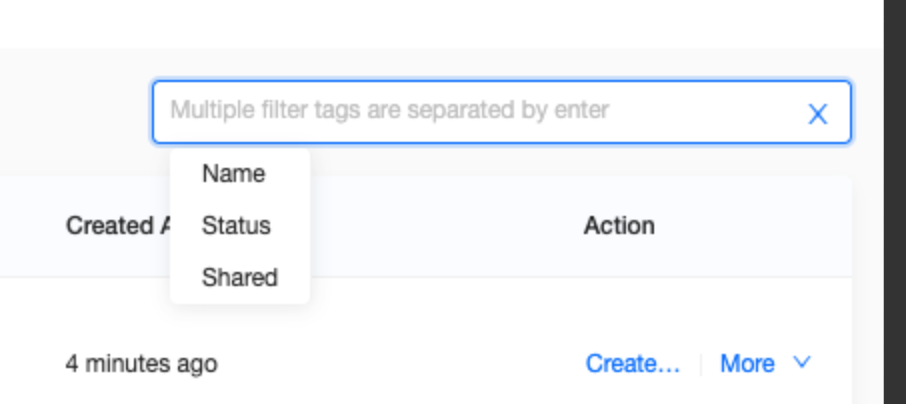 Multiple filter tags are separated by enter
Name
Created A
Status
Action
Shared
4 minutes ago
Create...
More